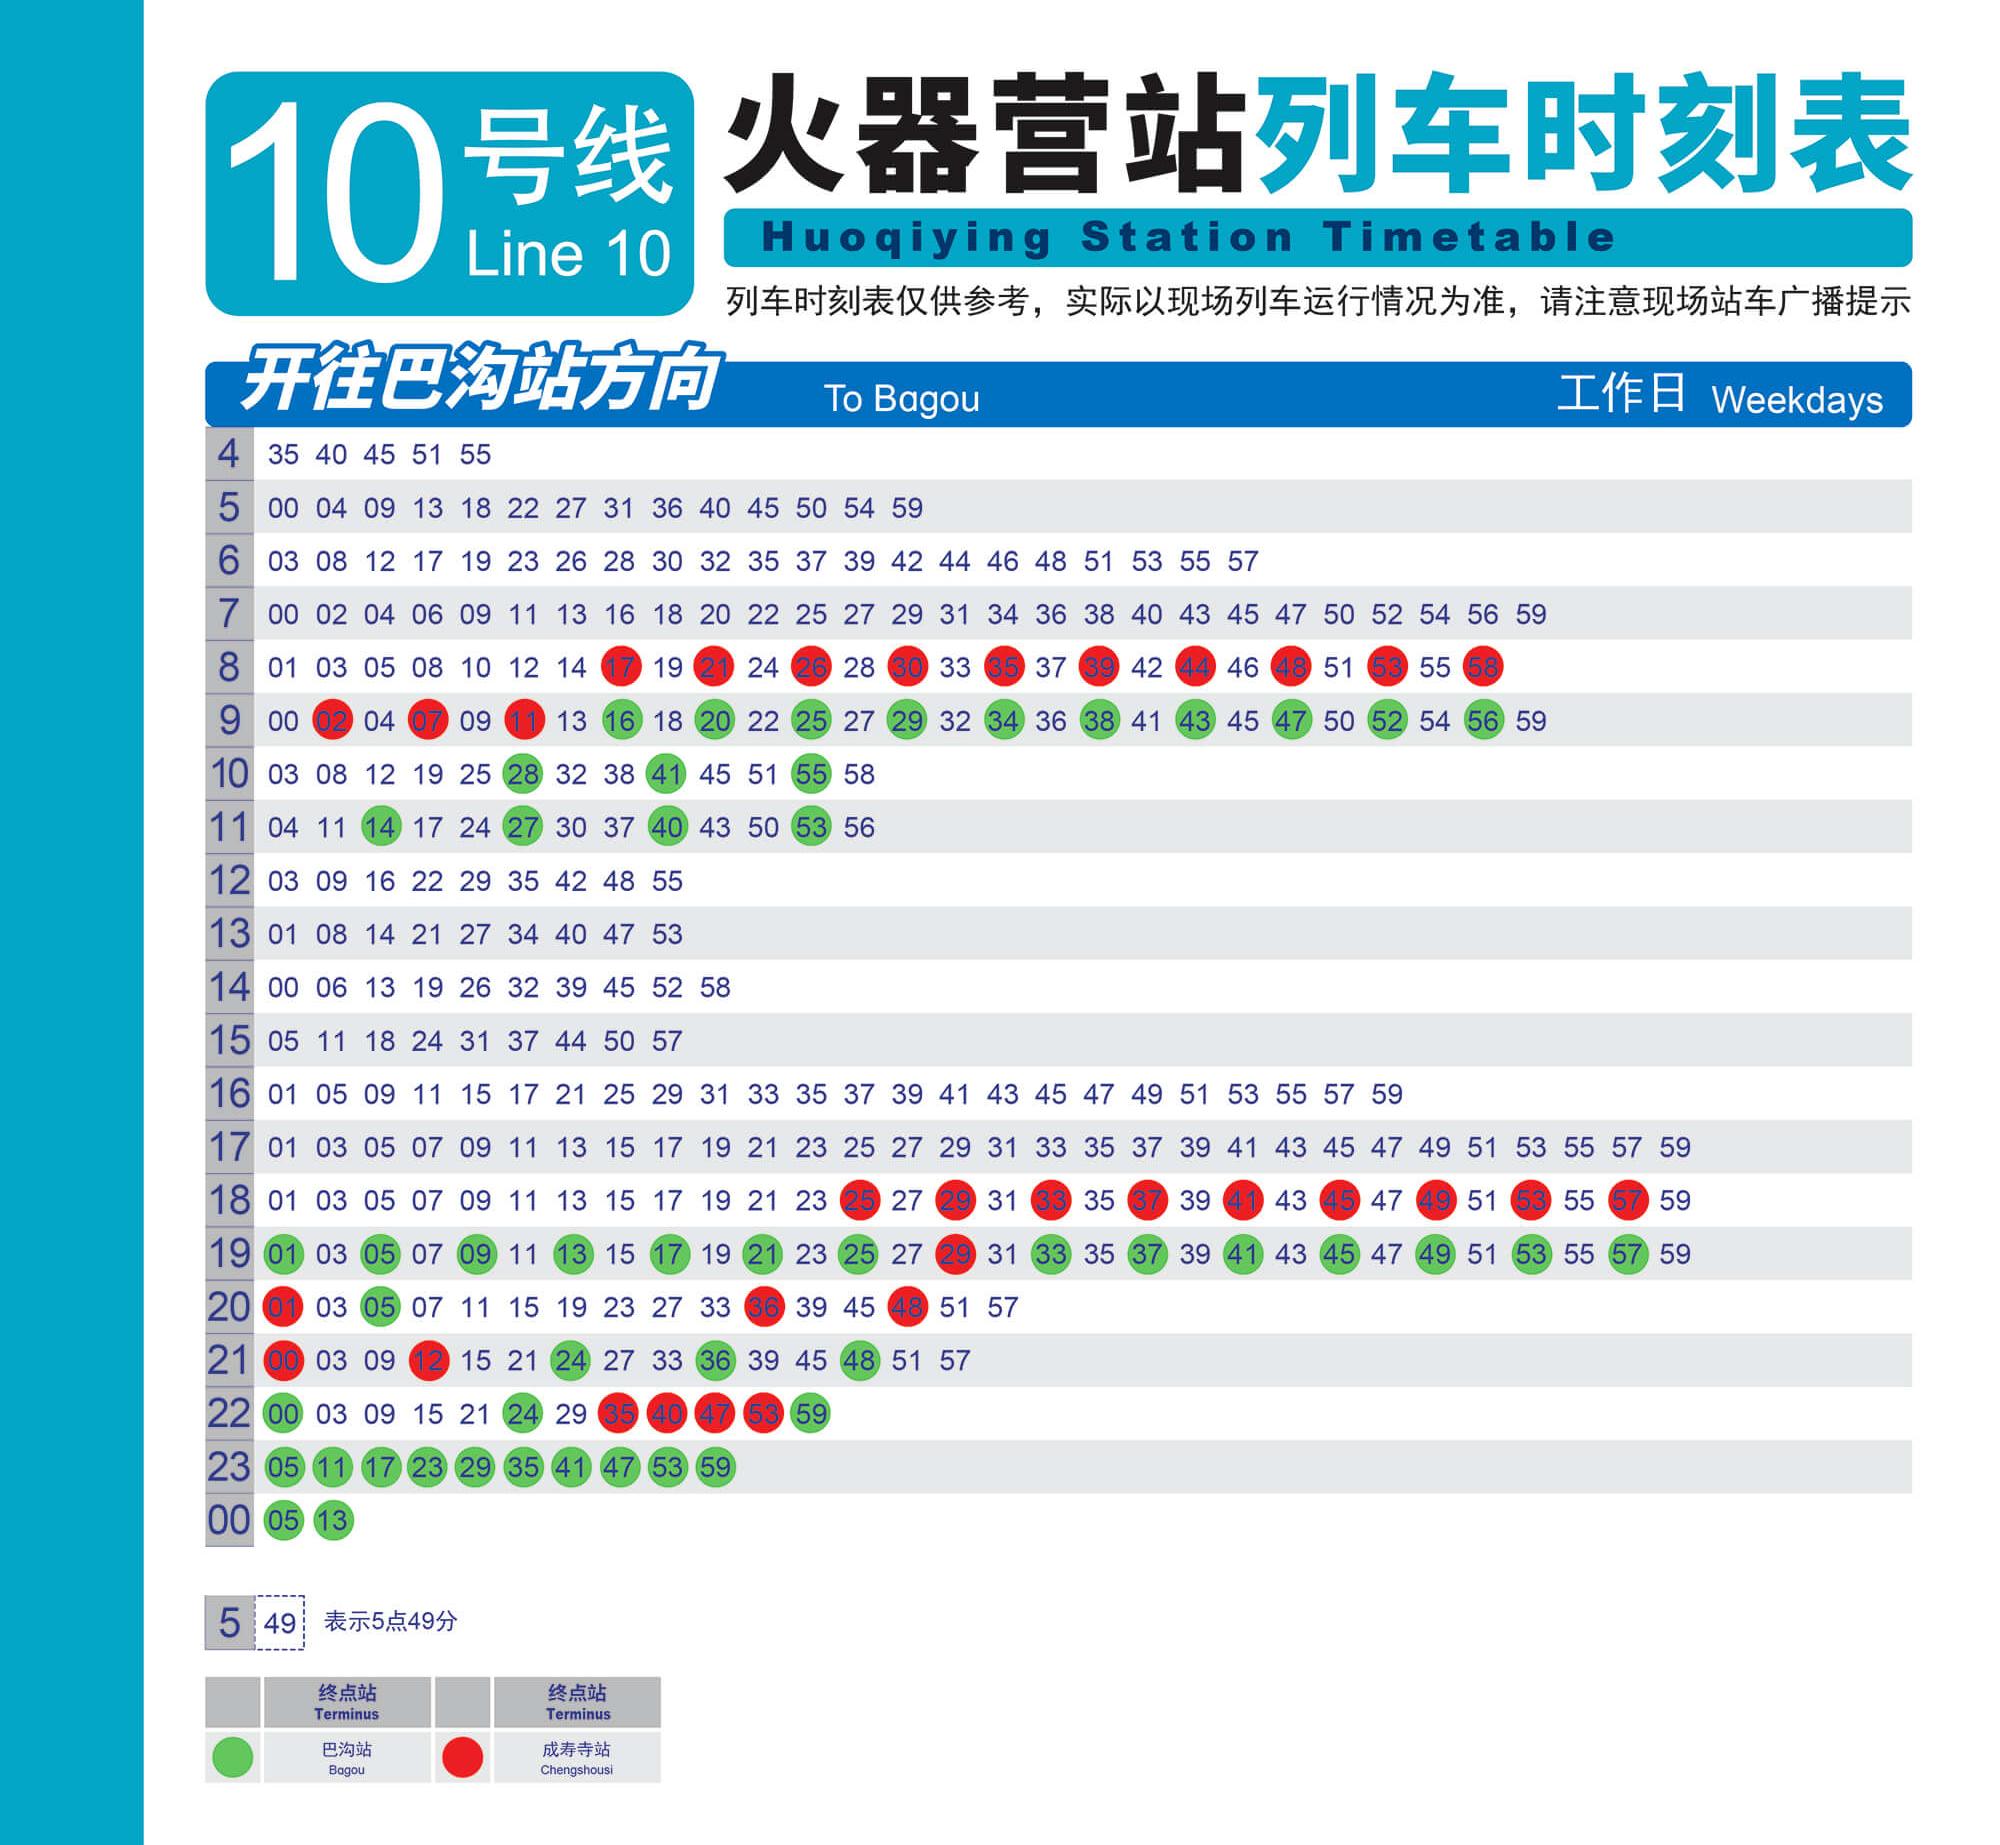 10号线
Line 10
火器营站列车时刻表
Huoqiying Station Timetable
列车时刻表仅供参考，实际以现场列车运行情况为准，请注意现场站车广播提示
开往巴沟站方向 To Bagou 工作日 Weekdays
4 35 40 45 51 55
5 00 04 09 13 18 22 27 31 36 40 45 50 54 59
6 03 08 12 17 19 23 26 28 30 32 35 37 39 42 44 46 48 51 53 55 57
7 00 02 04 06 09 11 13 16 18 20 22 25 27 29 31 34 36 38 40 43 45 47 50 52 54 56 59
8 01 03 05 08 10 12 14 17 19 21 24 26 28 30 33 35 37 39 42 44 46 48 51 53 55 58
9 00 02 04 07 09 11 13 16 18 20 22 25 27 29 32 34 36 38 41 43 45 47 50 52 54 56 59
10 03 08 12 19 25 28 32 38 41 45 51 55 58
11 04 11 14 17 24 27 30 37 40 43 50 53 56
12 03 09 16 22 29 35 42 48 55
13 01 08 14 21 27 34 40 47 53
14 00 06 13 19 26 32 39 45 52 58
15 05 11 18 24 31 37 44 50 57
16 01 05 09 11 15 17 21 25 29 31 33 35 37 39 41 43 45 47 49 51 53 55 57 59
17 01 03 05 07 09 11 13 15 17 19 21 23 25 27 29 31 33 35 37 39 41 43 45 47 49 51 53 55 57 59
18 01 03 05 07 09 11 13 15 17 19 21 23 25 27 29 31 33 35 37 39 41 43 45 47 49 51 53 55 57 59
19 01 03 05 07 09 11 13 15 17 19 21 23 25 27 29 31 33 35 37 39 41 43 45 47 49 51 53 55 57 59
20 01 03 05 07 11 15 19 23 27 33 36 39 45 48 51 57
21 00 03 09 12 15 21 24 27 33 36 39 45 48 51 57
22 00 03 09 15 21 24 29 35 40 47 53 59
23 05 11 17 23 29 35 41 47 53 59
00 05 13
5 49 表示5点49分
终点站 终点站
Terminus Terminus
巴沟站 成寿寺站
Bagou Chengshousi